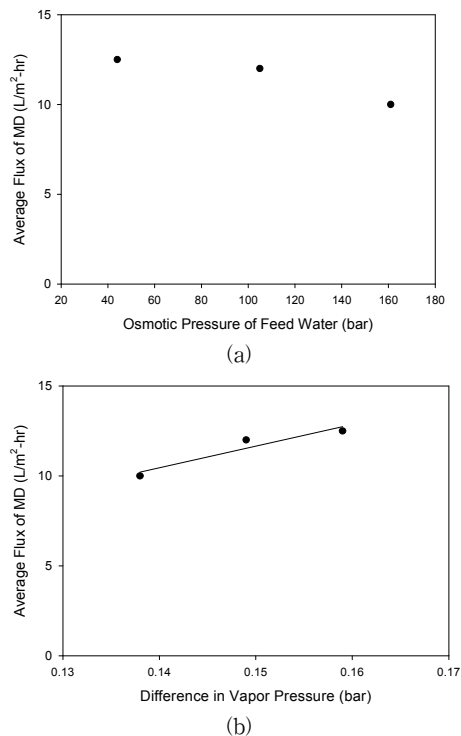 15
10
5
0
Average Flux of MD (L/m²-hr)
20 40 60 80 100 120 140 160 180
Osmotic Pressure of Feed Water (bar)
(a)
15
10
5
0
Average Flux of MD (L/m²-hr)
0.13 0.14 0.15 0.16 0.17
Difference in Vapor Pressure (bar)
(b)